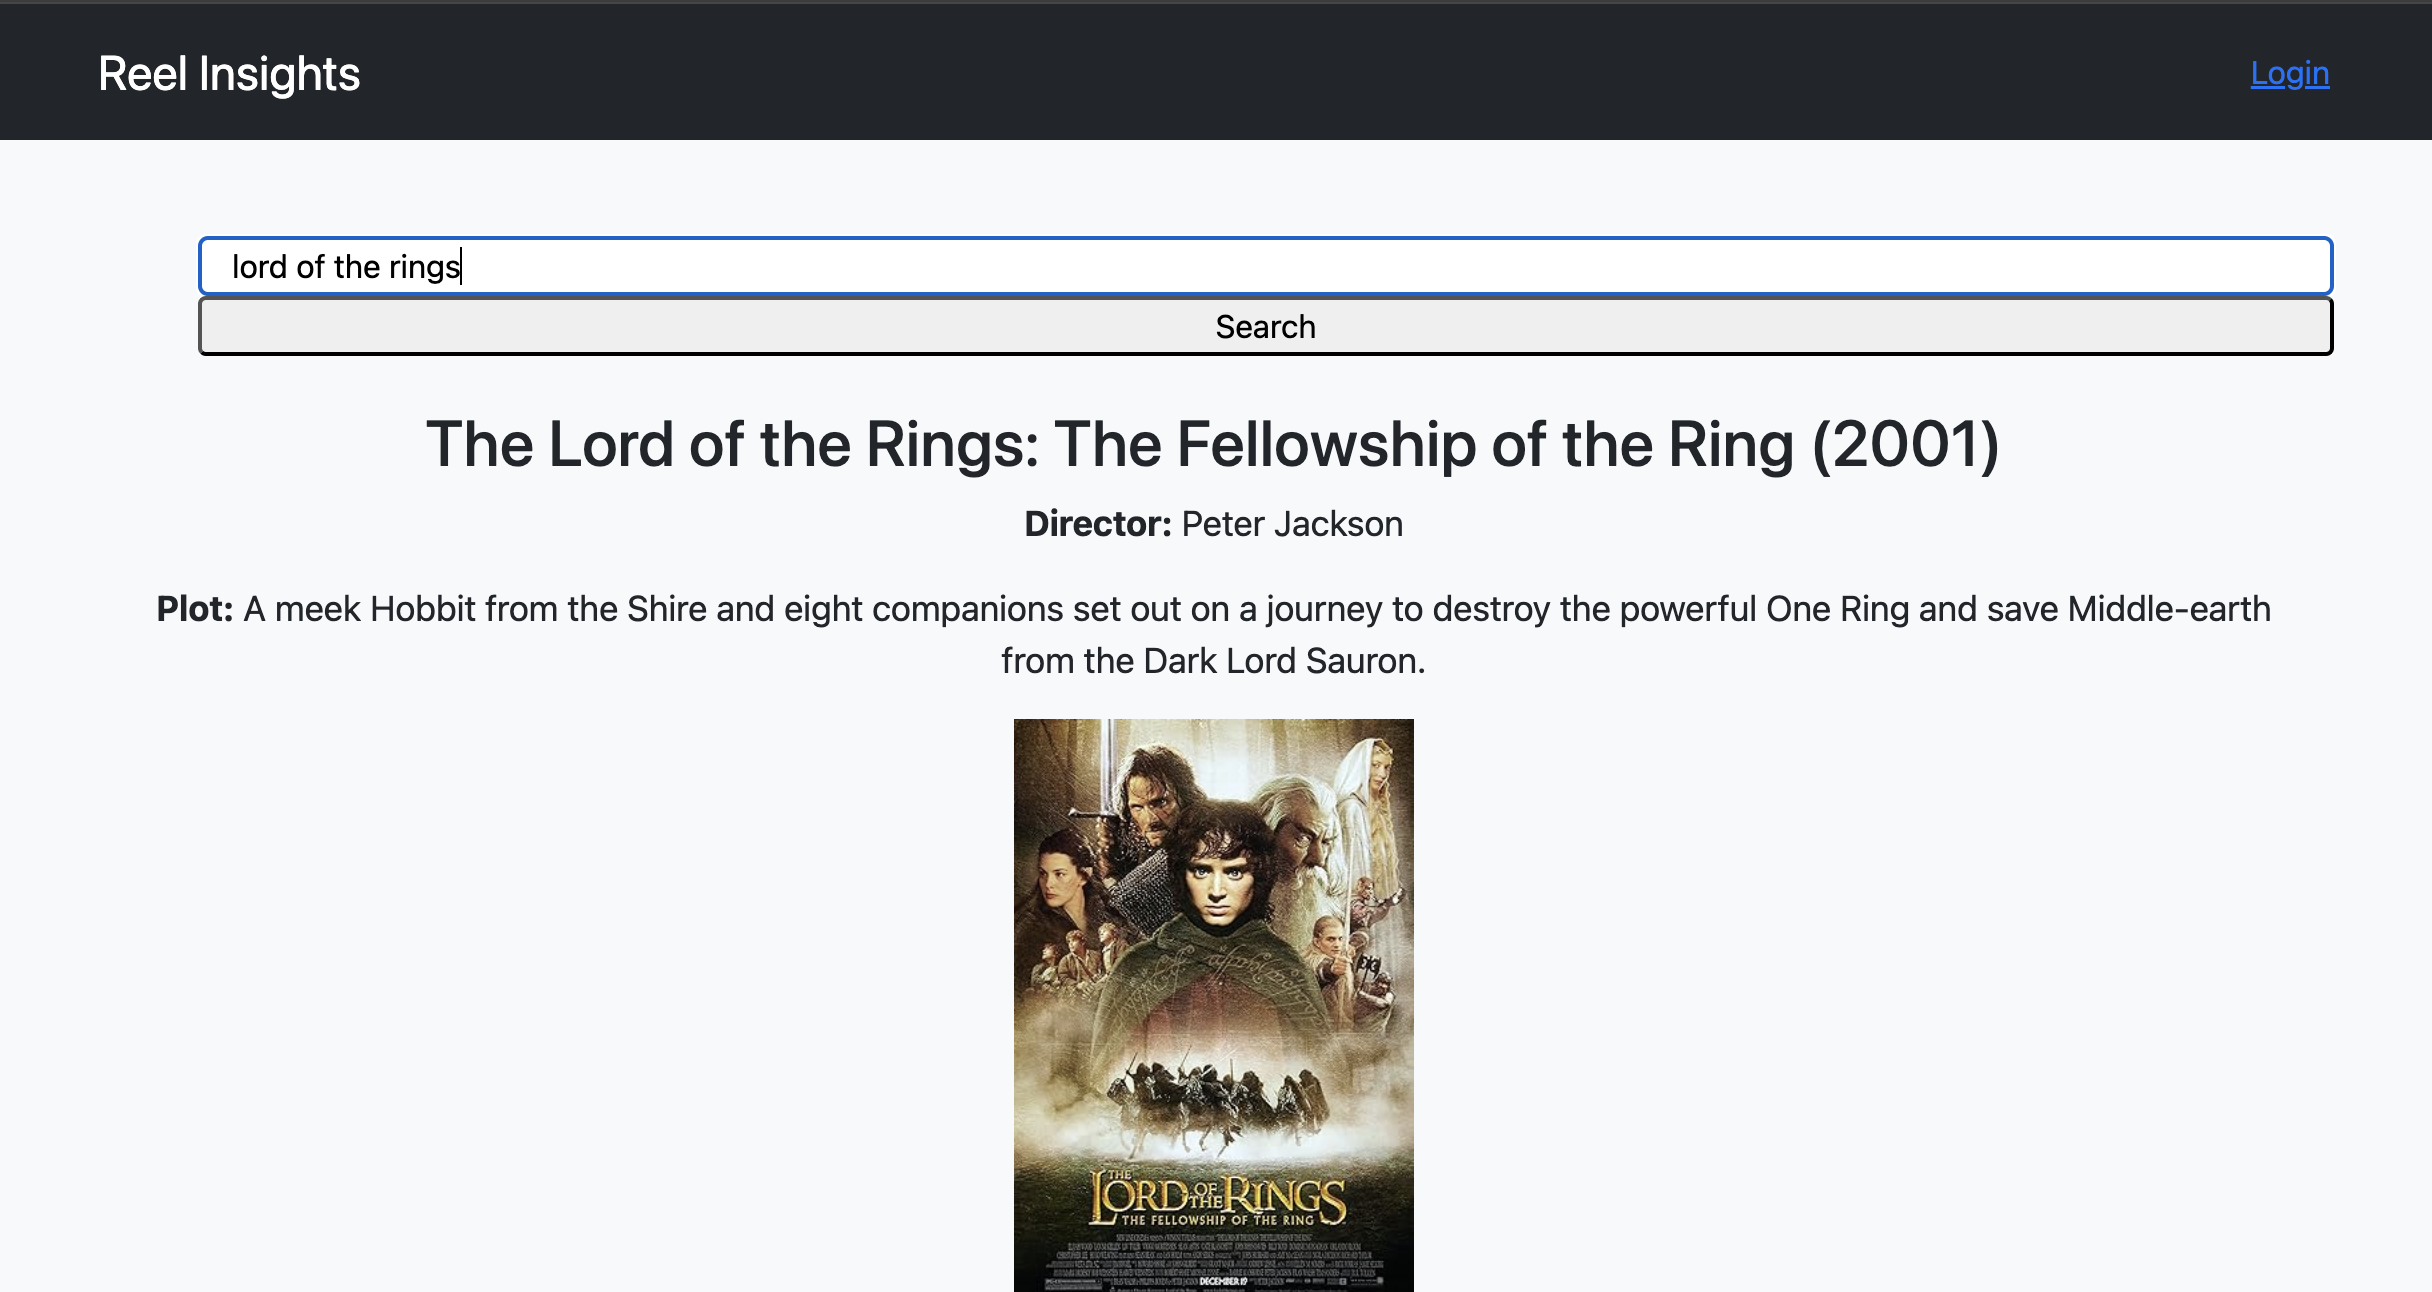 Reel Insights
Login
lord of the rings
Search
The Lord of the Rings: The Fellowship of the Ring (2001)
Director: Peter Jackson
Plot: A meek Hobbit from the Shire and eight companions set out on a journey to destroy the powerful One Ring and save Middle-earth
from the Dark Lord Sauron.
THE
LORD OF THE RINGS
THE FELLOWSHIP OF THE RING
DECEMBER 19